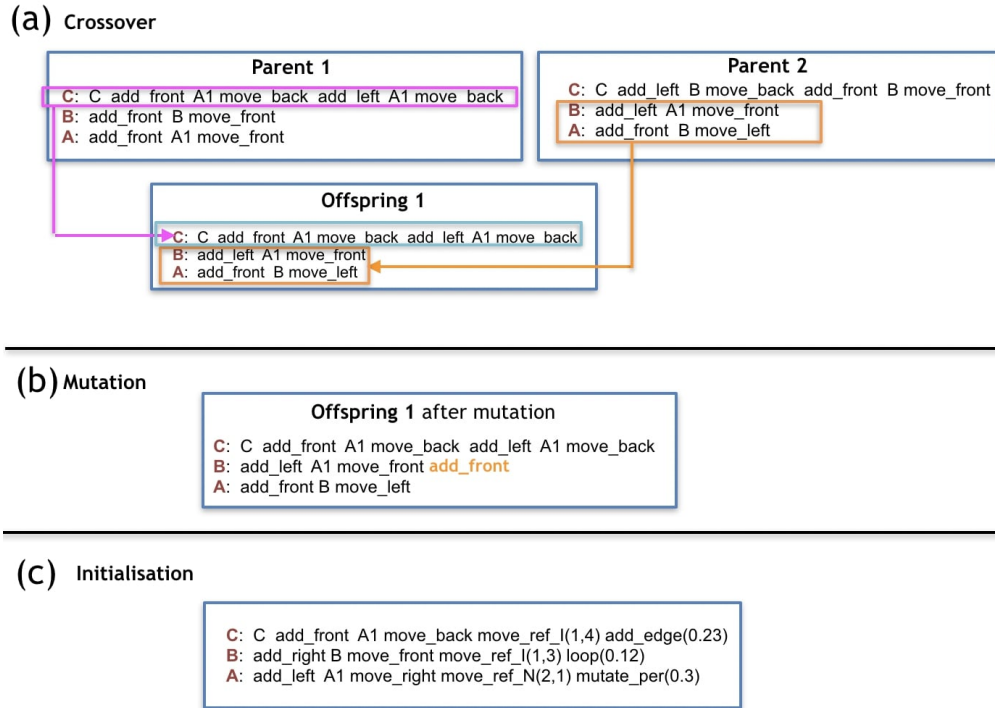 (a) Crossover
Parent 1
C: C add_front A1 move_back add_left A1 move_back
B: add_front B move_front
A: add_front A1 move_front
Parent 2
C: C add_left B move_back add_front B move_front
B: add_left A1 move_front
A: add_front B move_left
Offspring 1
C: C add_front A1 move_back add_left A1 move_back
B: add_left A1 move_front
A: add_front B move_left
(b) Mutation
Offspring 1 after mutation
C: C add_front A1 move_back add_left A1 move_back
B: add_left A1 move_front add_front
A: add_front B move_left
(c) Initialisation
C: C add_front A1 move_back move_ref_I(1,4) add_edge(0.23)
B: add_right B move_front move_ref_I(1,3) loop(0.12)
A: add_left A1 move_right move_ref_N(2,1) mutate_per(0.3)